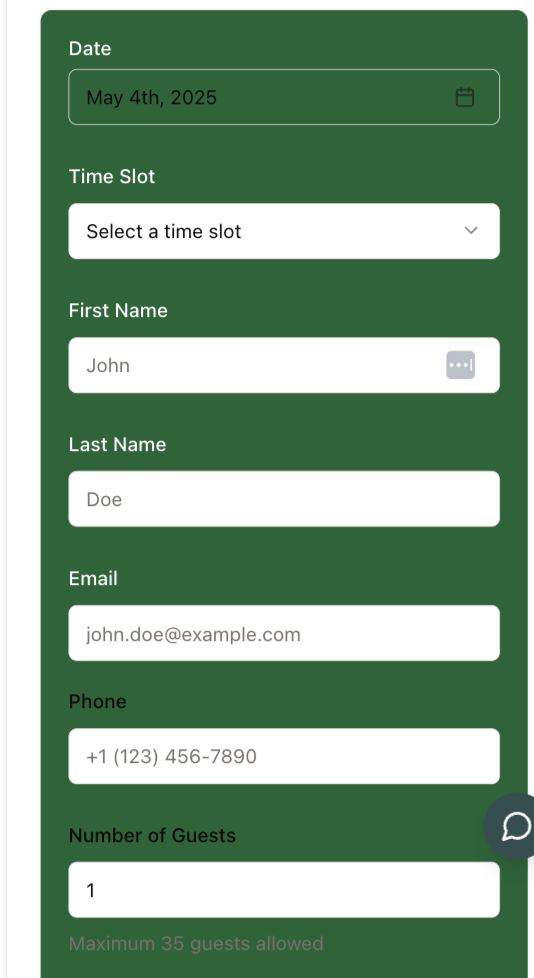 Date
May 4th, 2025
Time Slot
Select a time slot
First Name
John
Last Name
Doe
Email
john.doe@example.com
Phone
+1 (123) 456-7890
Number of Guests
1
Maximum 35 guests allowed